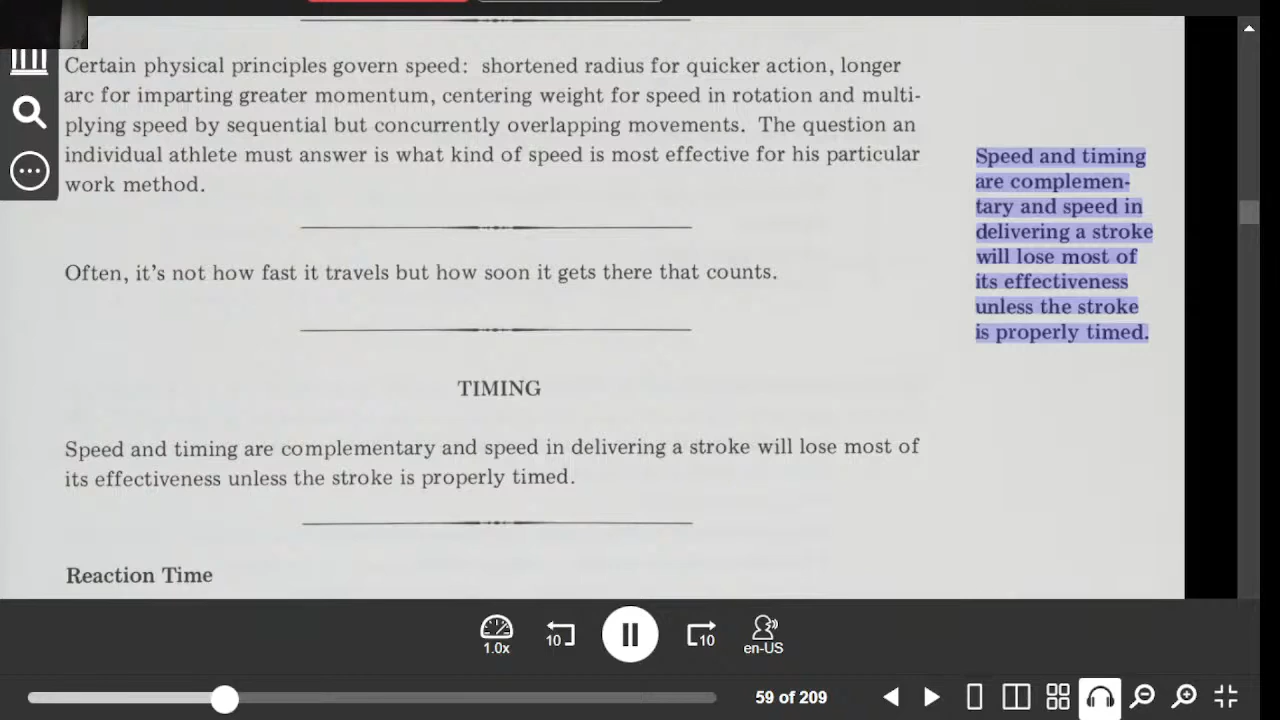 Certain physical principles govern speed: shortened radius for quicker action, longer
arc for imparting greater momentum, centering weight for speed in rotation and multi-
plying speed by sequential but concurrently overlapping movements. The question an
individual athlete must answer is what kind of speed is most effective for his particular
work method.
Often, it's not how fast it travels but how soon it gets there that counts.
TIMING
Speed and timing are complementary and speed in delivering a stroke will lose most of
its effectiveness unless the stroke is properly timed.
Reaction Time
Speed and timing
are complemen-
tary and speed in
delivering a stroke
will lose most of
its effectiveness
unless the stroke
is properly timed.
1.0x
10
10
en-US
59 of 209